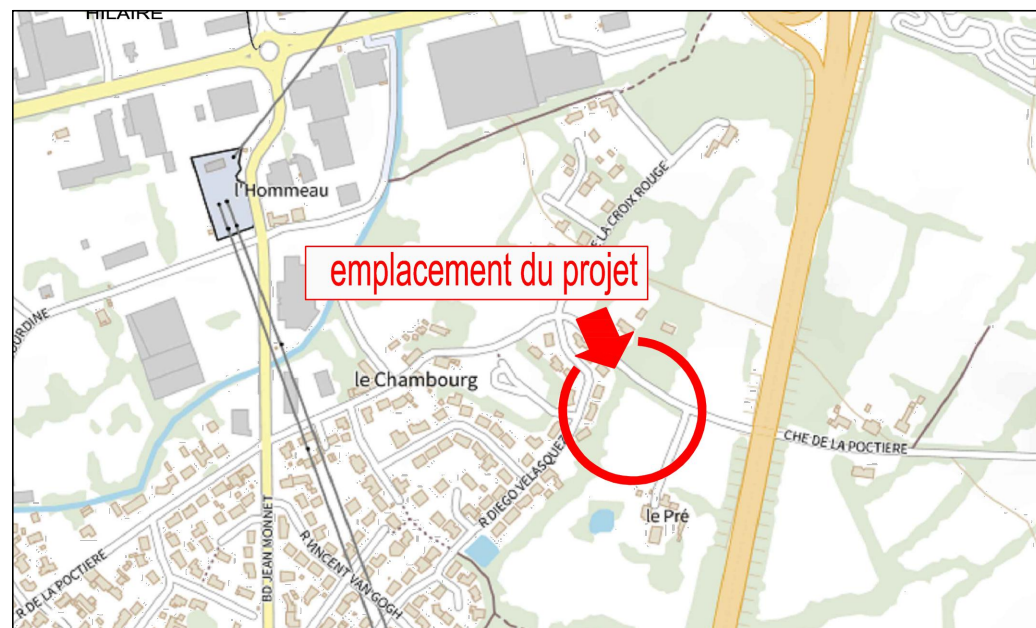 HILAIRE
l'Hommeau
E LA CROIX ROUGE
emplacement du projet
OURDINE
le Chambourg
CHE DE LA POCTIERE
R DIEGO VELASQUEZ
le Pré
BD JEAN MONNET
R VINCENT VAN GOGH
R DE LA POCTIERE